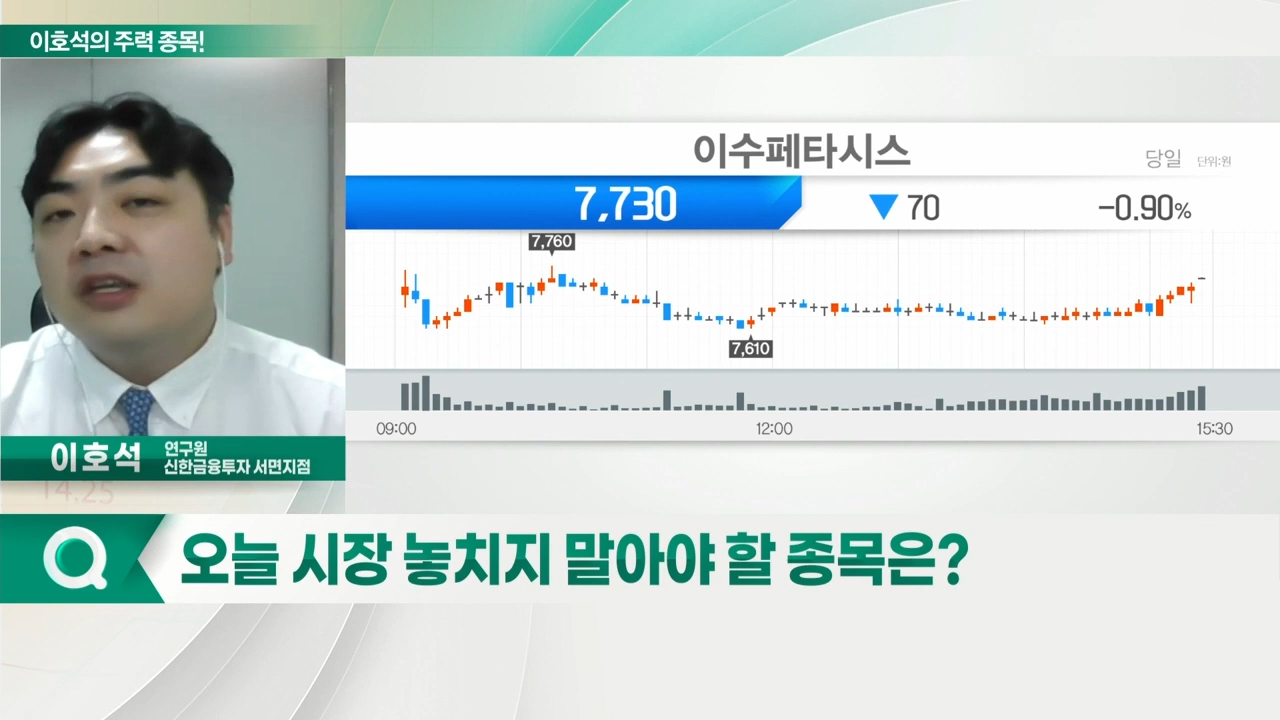 이호석의 주력 종목!
이수페타시스
당일 단위:원
7,730 ▼70 -0.90%
7,760
7,610
09:00 12:00 15:30
이호석 연구원
신한금융투자 서면지점
14.25
Q 오늘 시장 놓치지 말아야 할 종목은?